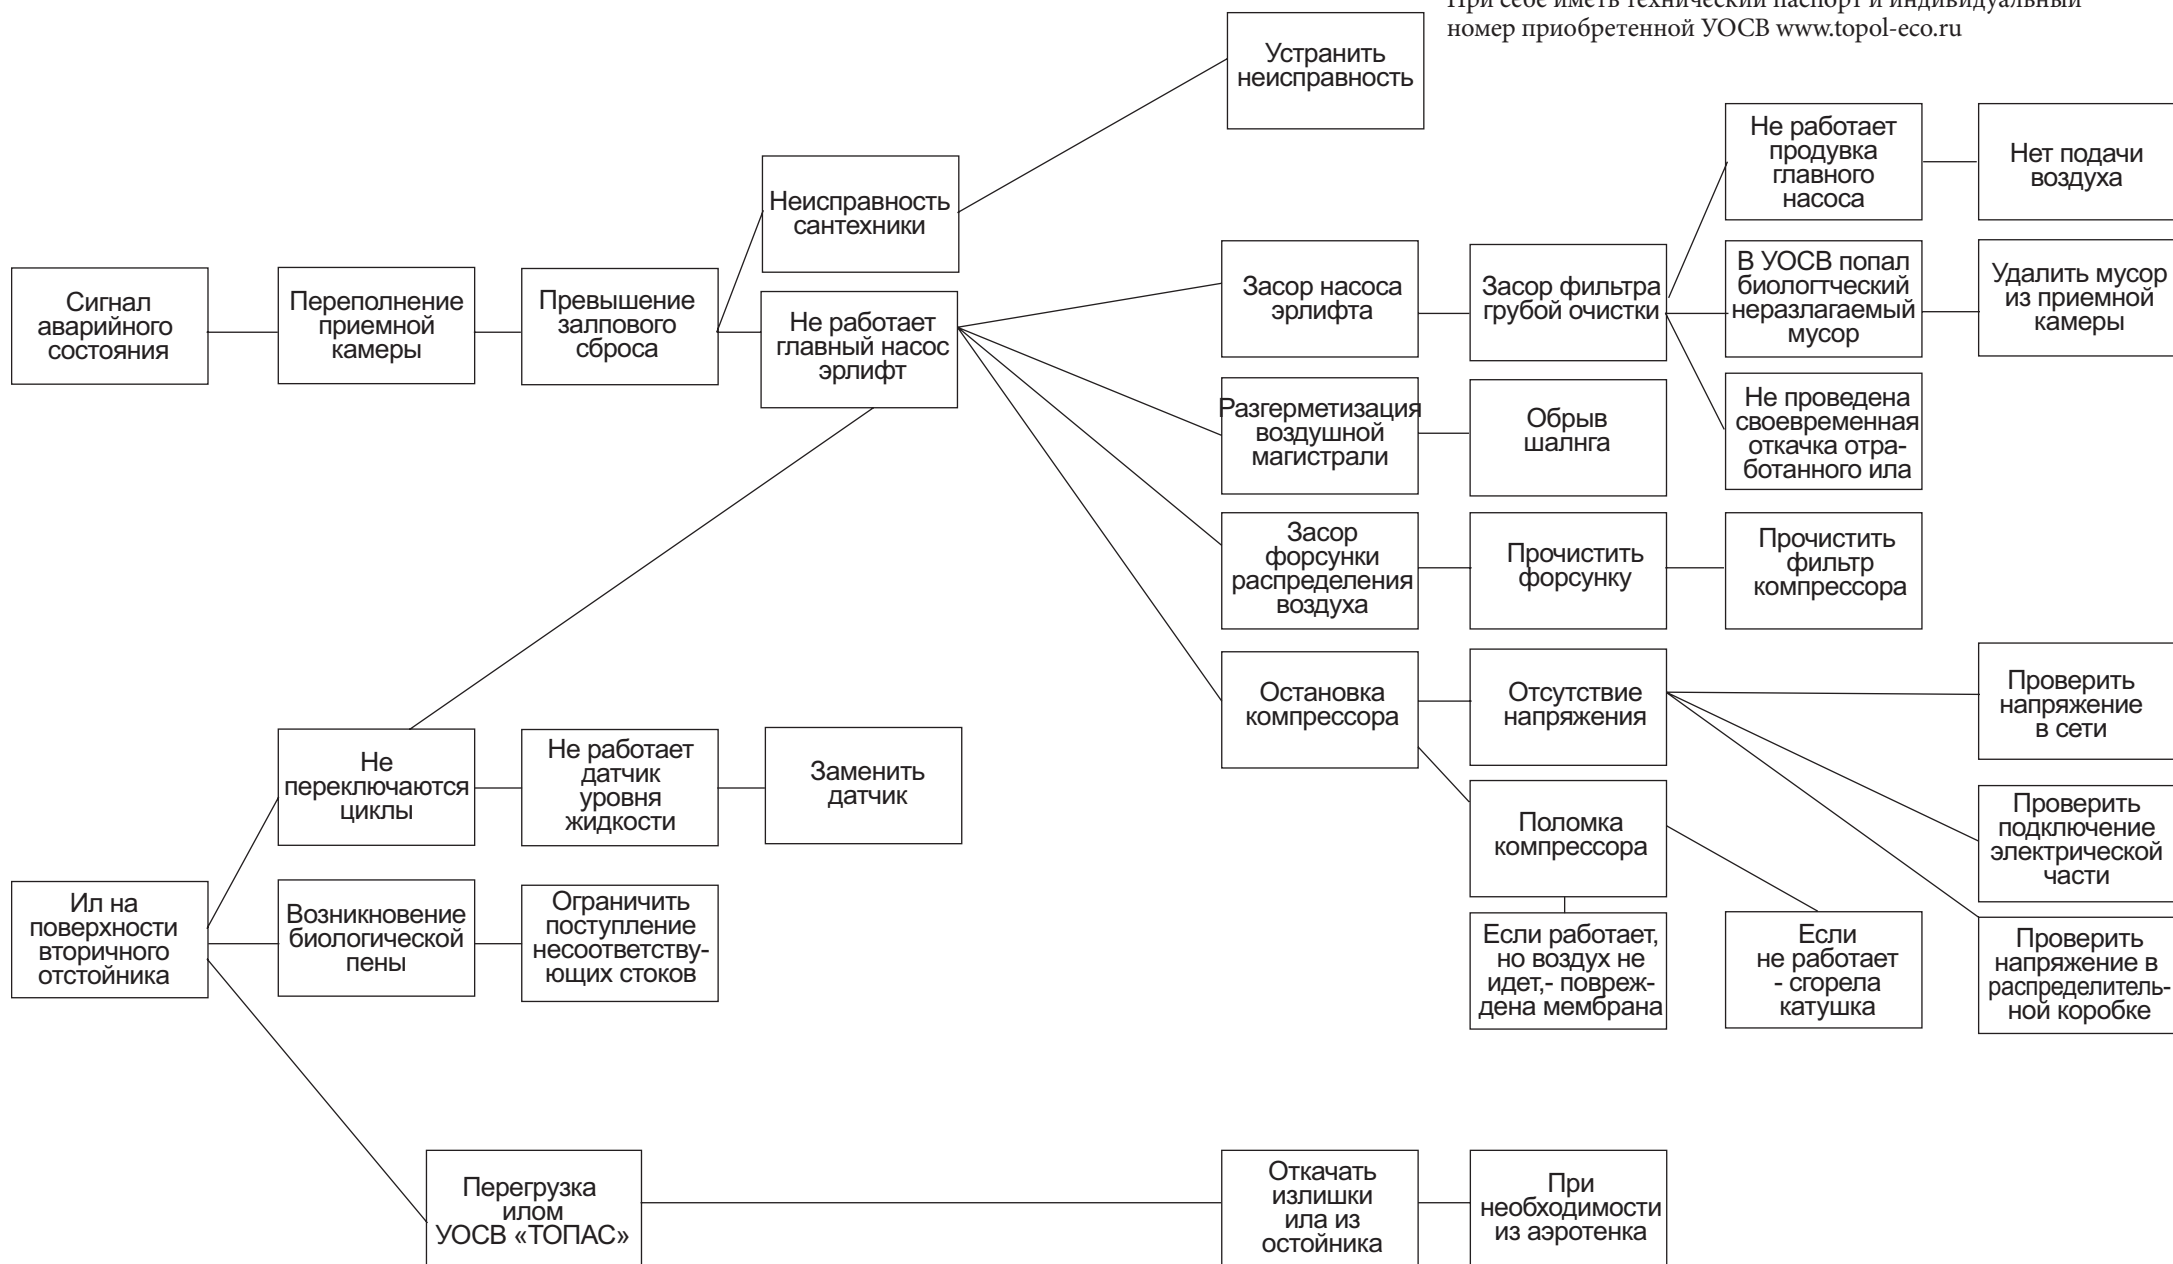 При себе иметь технический паспорт и индивидуальный
номер приобретенной УОСВ www.topol-eco.ru
Устранить
неисправность
Не работает
продувка
главного
насоса
Нет подачи
воздуха
Неисправность
сантехники
Сигнал
аварийного
состояния
Переполнение
приемной
камеры
Превышение
залпового
сброса
Не работает
главный насос
эрлифт
Засор насоса
эрлифта
Засор фильтра
грубой очистки
В УОСВ попал
биологтческий
неразлагаемый
мусор
Удалить мусор
из приемной
камеры
Разгерметизация
воздушной
магистрали
Обрыв
шалнга
Не проведена
своевременная
откачка отра-
ботанного ила
Засор
форсунки
распределения
воздуха
Прочистить
форсунку
Прочистить
фильтр
компрессора
Остановка
компрессора
Отсутствие
напряжения
Проверить
напряжение
в сети
Не
переключаются
циклы
Не работает
датчик
уровня
жидкости
Заменить
датчик
Поломка
компрессора
Проверить
подключение
электрической
части
Ил на
поверхности
вторичного
отстойника
Возникновение
биологической
пены
Ограничить
поступление
несоответству-
ющих стоков
Если работает,
но воздух не
идет,- повреж-
дена мембрана
Если
не работает
- сгорела
катушка
Проверить
напряжение в
распределитель-
ной коробке
Перегрузка
илом
УОСВ «ТОПАС»
Откачать
излишки
ила из
остойника
При
необходимости
из аэротенка